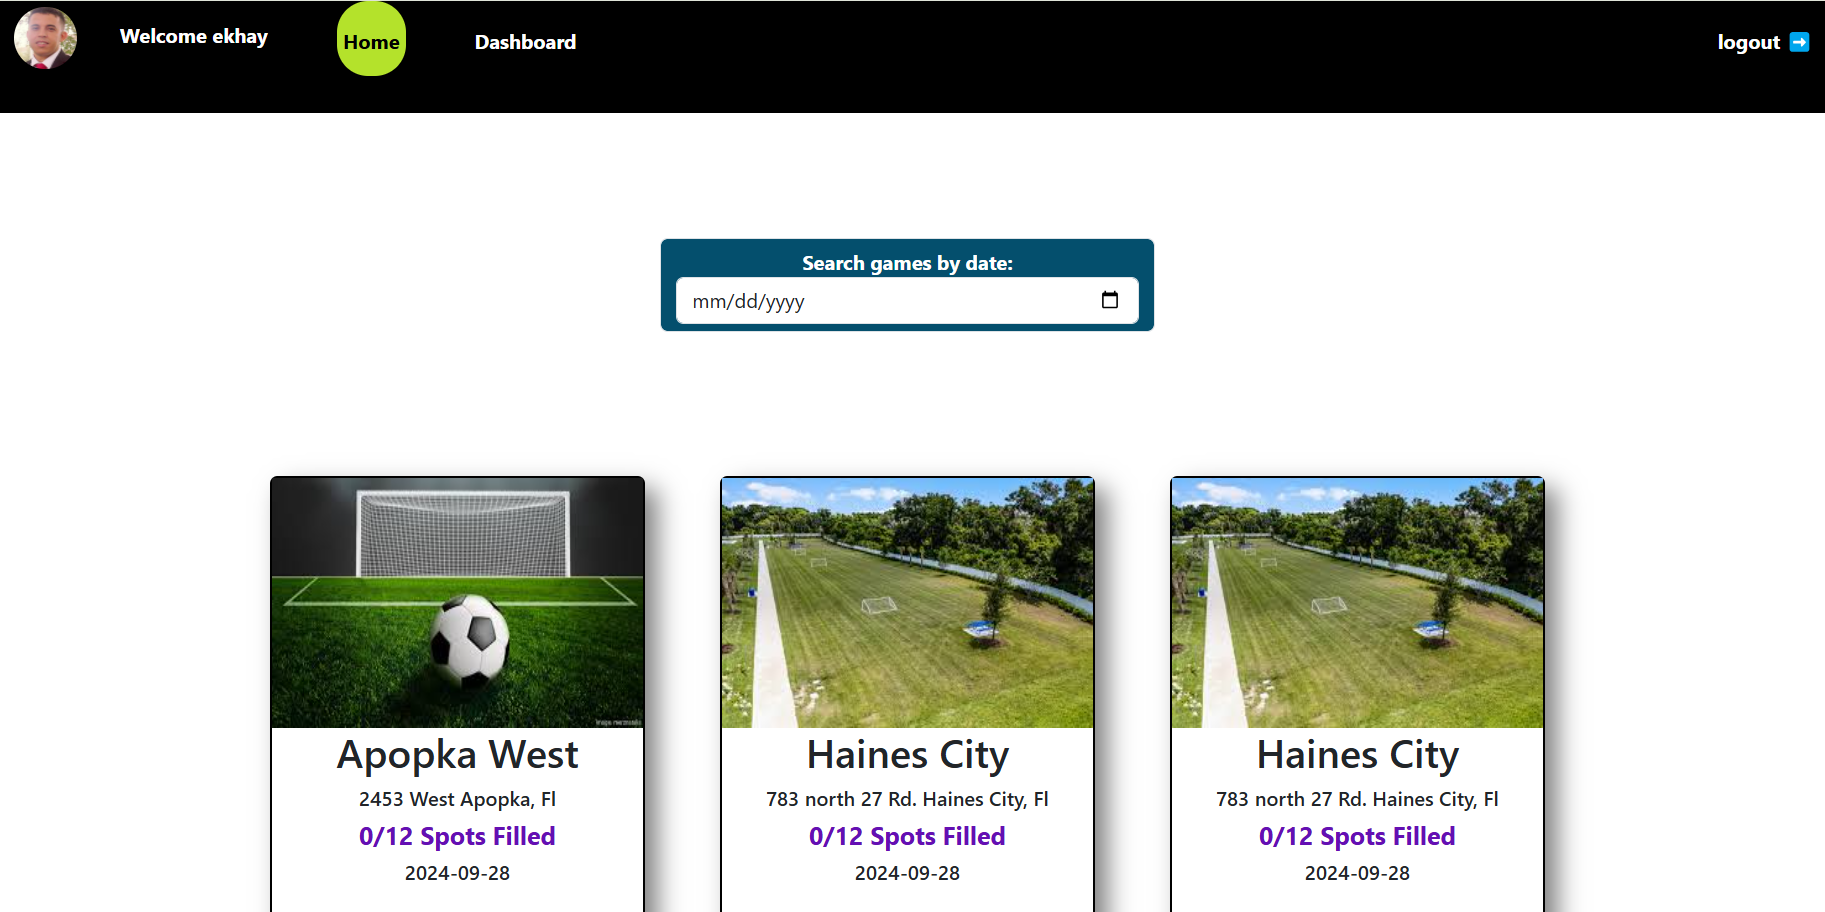 Welcome ekhay
Home
Dashboard
logout
Search games by date:
mm/dd/yyyy
Apopka West
2453 West Apopka, Fl
0/12 Spots Filled
2024-09-28
Haines City
783 north 27 Rd. Haines City, Fl
0/12 Spots Filled
2024-09-28
Haines City
783 north 27 Rd. Haines City, Fl
0/12 Spots Filled
2024-09-28